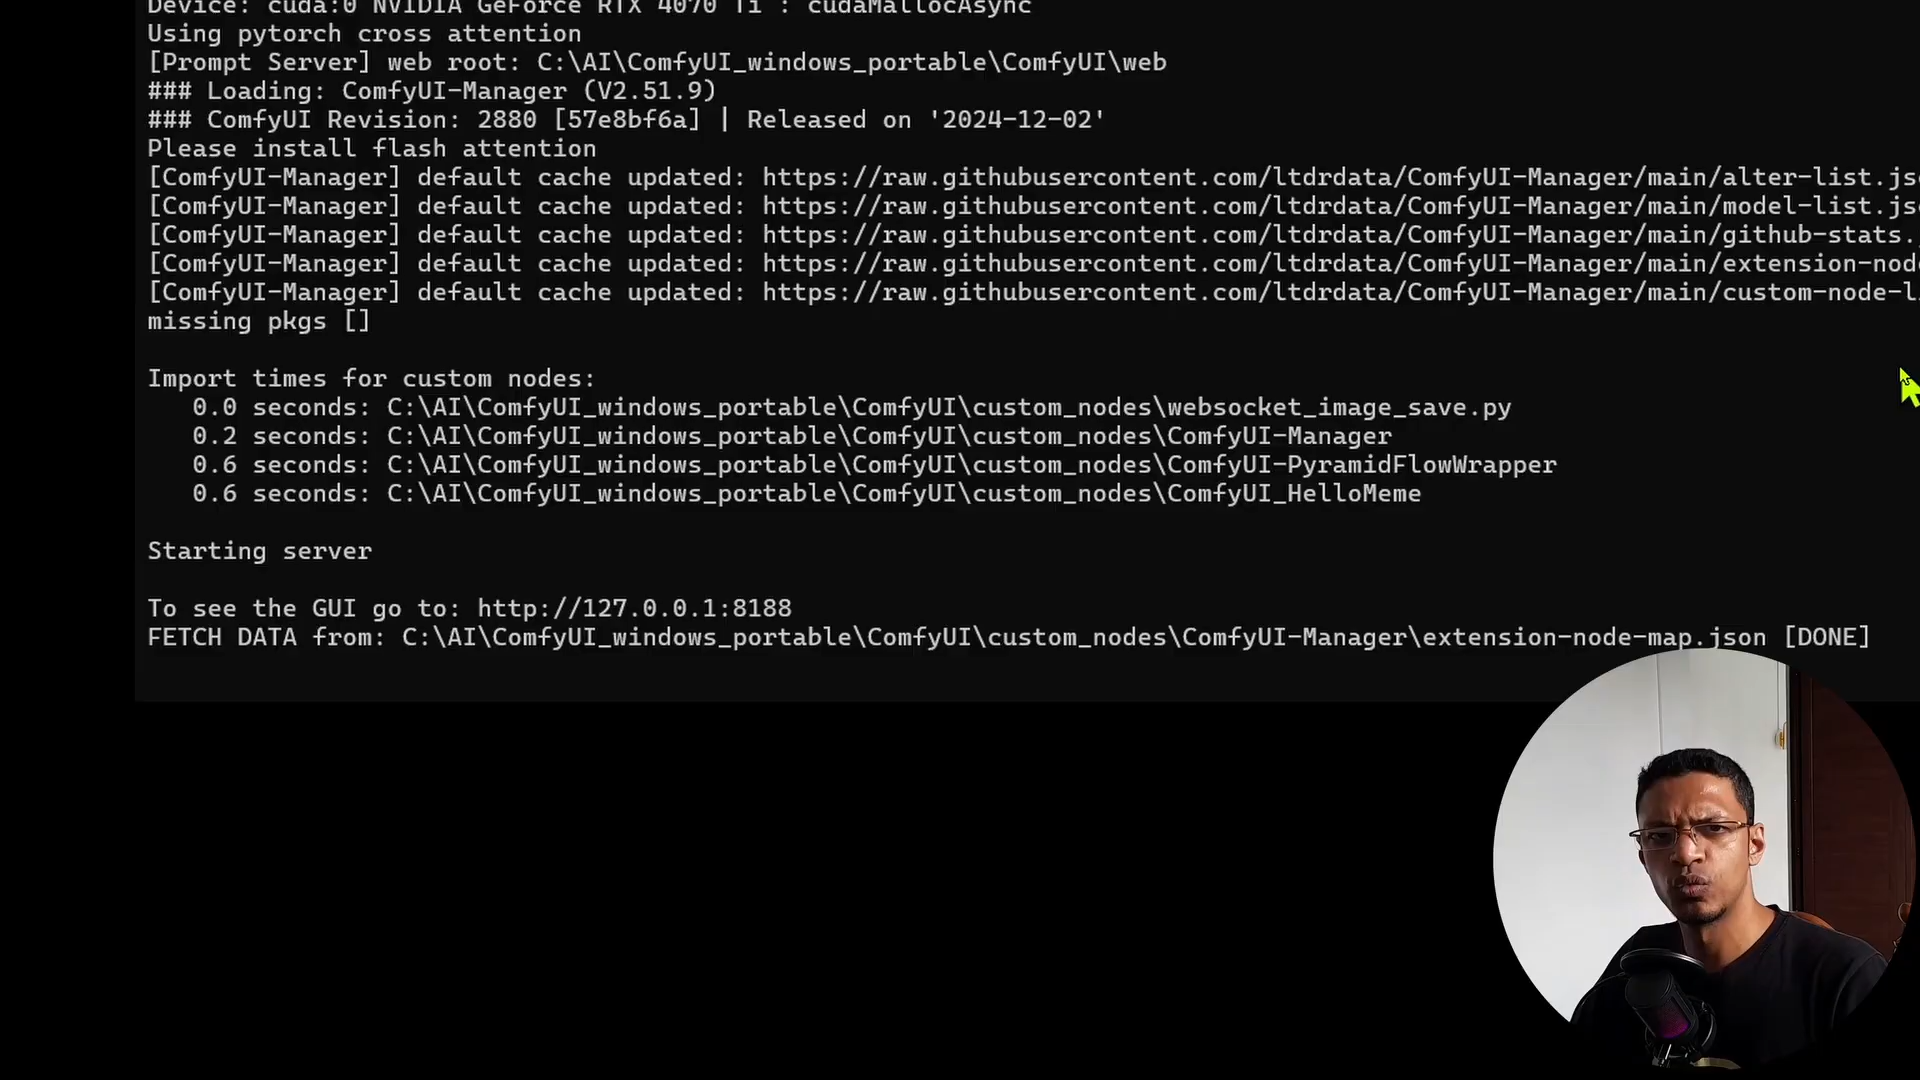 Device: cuda:0 NVIDIA GeForce RTX 4070 Ti : cudaMallocAsync
Using pytorch cross attention
[Prompt Server] web root: C:\AI\ComfyUI_windows_portable\ComfyUI\web
### Loading: ComfyUI-Manager (V2.51.9)
### ComfyUI Revision: 2880 [57e8bf6a] | Released on '2024-12-02'
Please install flash attention
[ComfyUI-Manager] default cache updated: https://raw.githubusercontent.com/ltdrdata/ComfyUI-Manager/main/alter-list.js
[ComfyUI-Manager] default cache updated: https://raw.githubusercontent.com/ltdrdata/ComfyUI-Manager/main/model-list.js
[ComfyUI-Manager] default cache updated: https://raw.githubusercontent.com/ltdrdata/ComfyUI-Manager/main/github-stats.
[ComfyUI-Manager] default cache updated: https://raw.githubusercontent.com/ltdrdata/ComfyUI-Manager/main/extension-nod
[ComfyUI-Manager] default cache updated: https://raw.githubusercontent.com/ltdrdata/ComfyUI-Manager/main/custom-node-l
missing pkgs []
Import times for custom nodes:
0.0 seconds: C:\AI\ComfyUI_windows_portable\ComfyUI\custom_nodes\websocket_image_save.py
0.2 seconds: C:\AI\ComfyUI_windows_portable\ComfyUI\custom_nodes\ComfyUI-Manager
0.6 seconds: C:\AI\ComfyUI_windows_portable\ComfyUI\custom_nodes\ComfyUI-PyramidFlowWrapper
0.6 seconds: C:\AI\ComfyUI_windows_portable\ComfyUI\custom_nodes\ComfyUI_HelloMeme
Starting server
To see the GUI go to: http://127.0.0.1:8188
FETCH DATA from: C:\AI\ComfyUI_windows_portable\ComfyUI\custom_nodes\ComfyUI-Manager\extension-node-map.json [DONE]